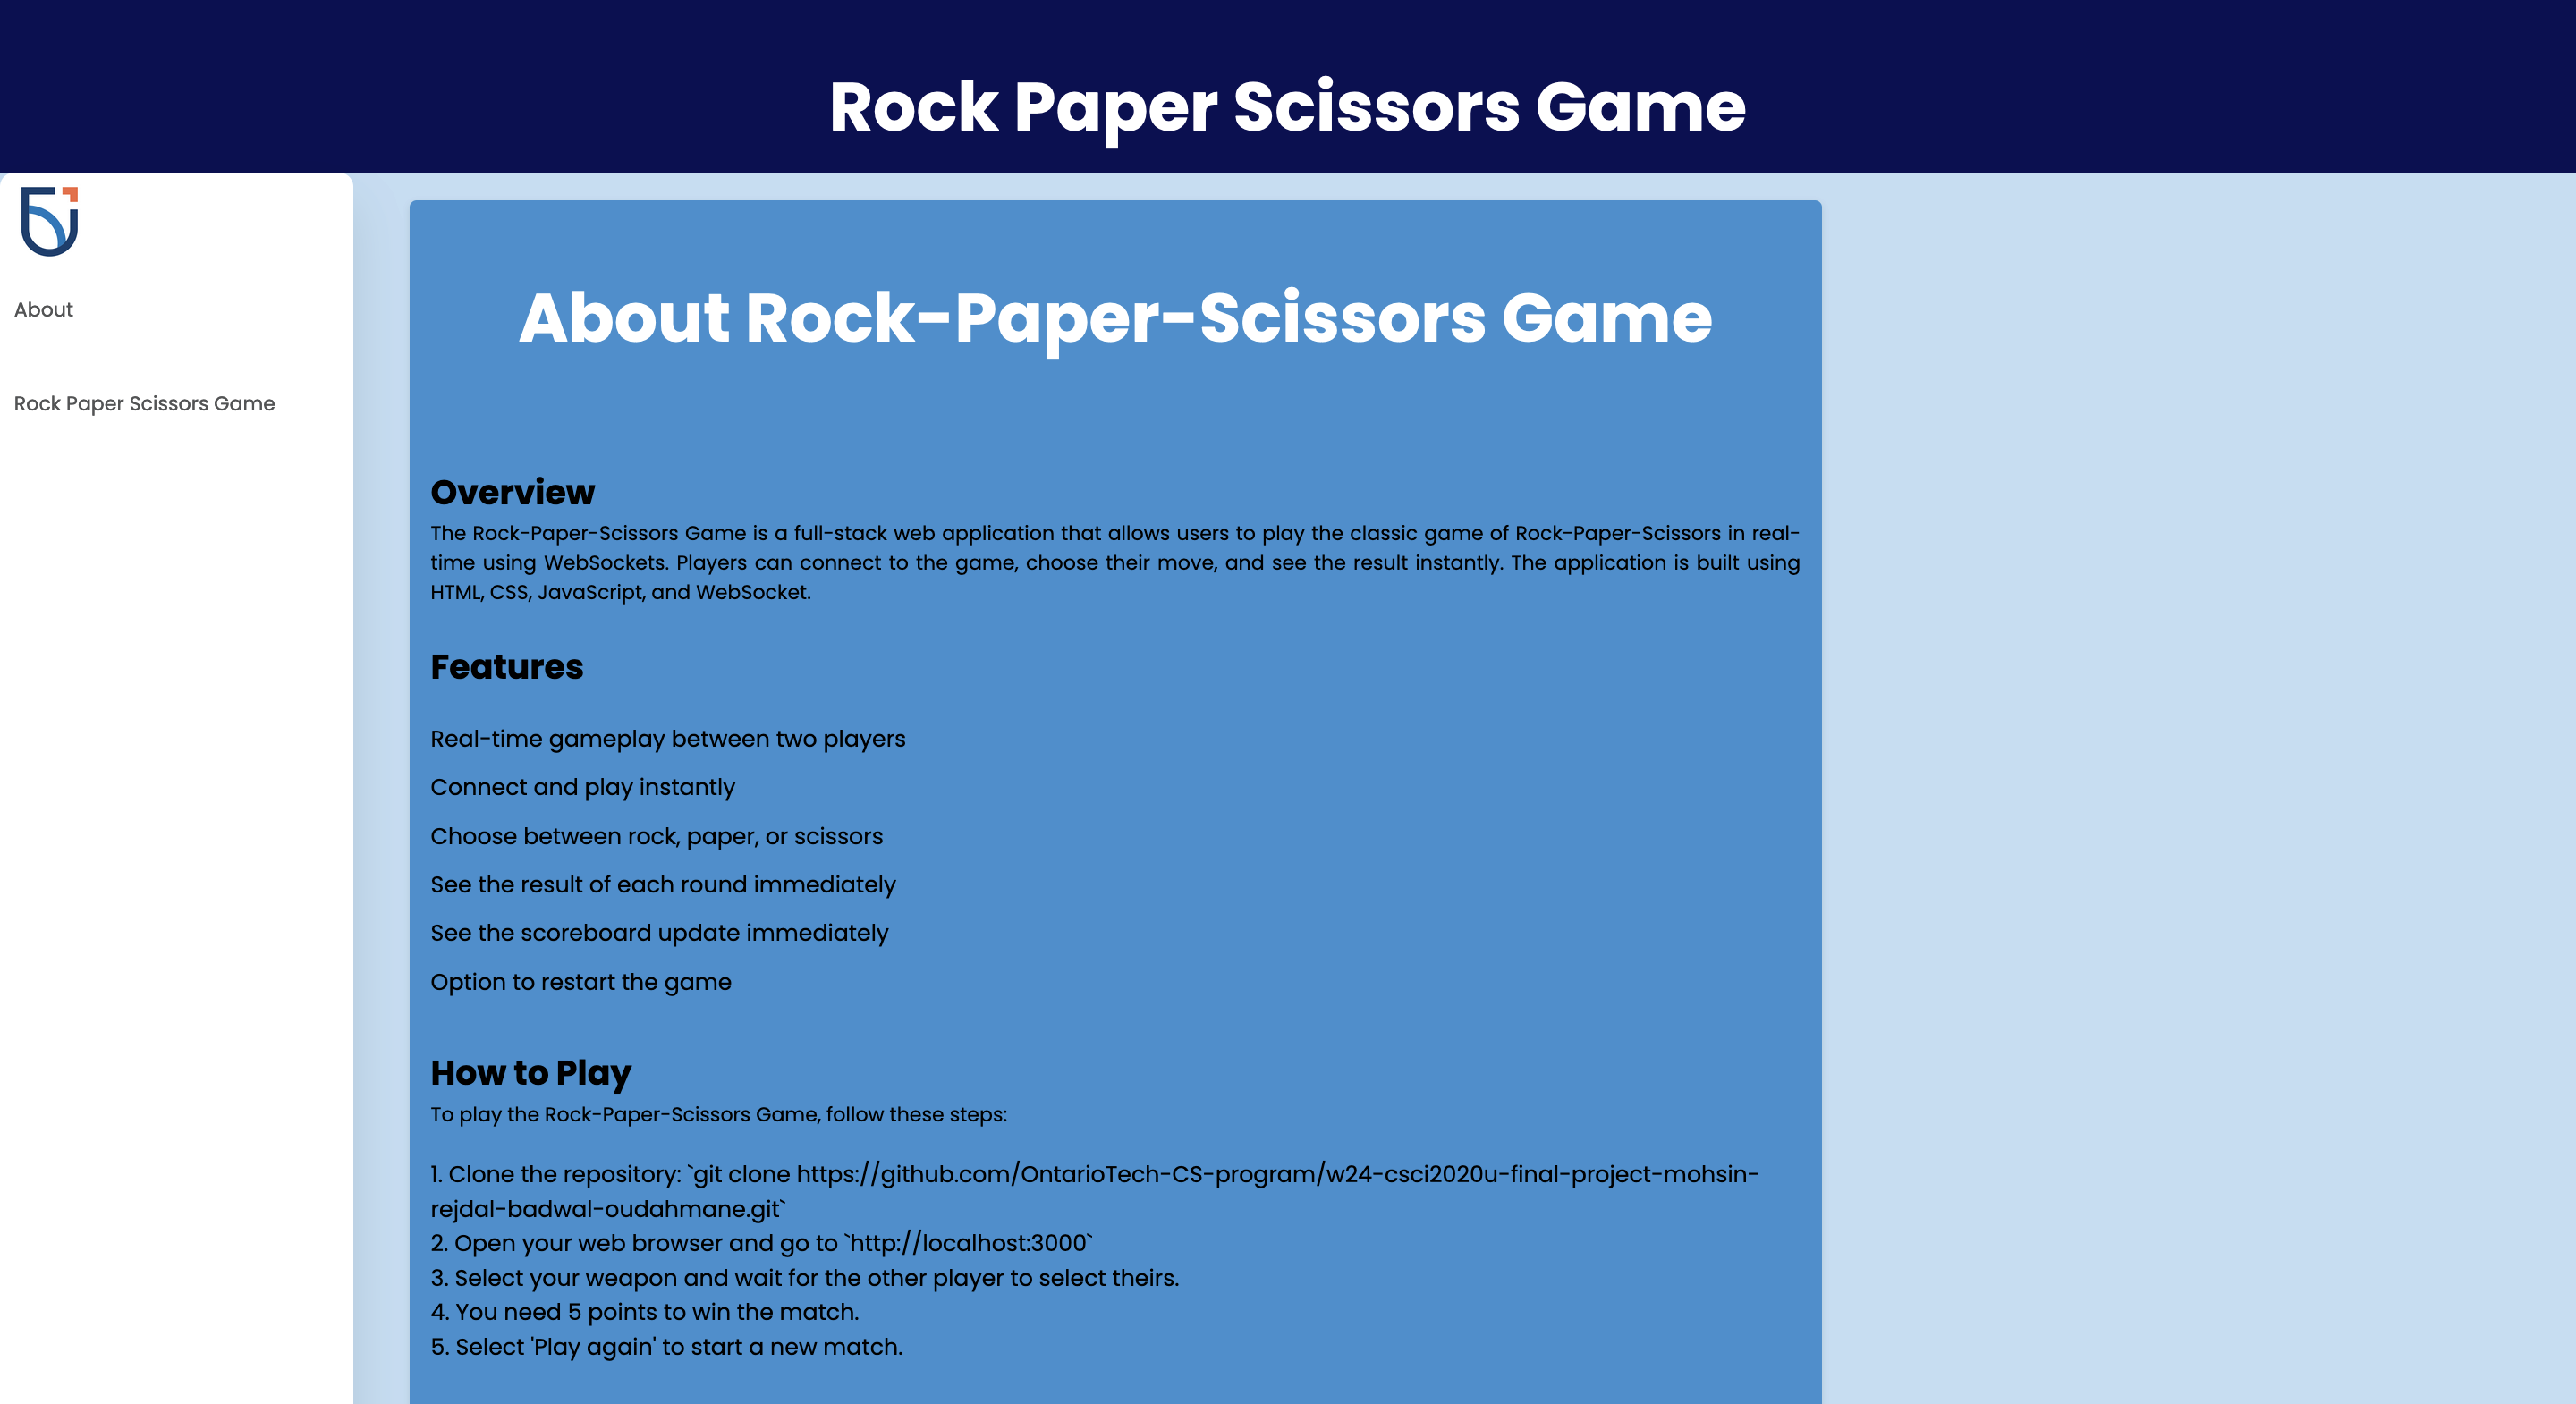 Rock Paper Scissors Game
About
Rock Paper Scissors Game
About Rock-Paper-Scissors Game
Overview
The Rock-Paper-Scissors Game is a full-stack web application that allows users to play the classic game of Rock-Paper-Scissors in real-
time using WebSockets. Players can connect to the game, choose their move, and see the result instantly. The application is built using
HTML, CSS, JavaScript, and WebSocket.
Features
Real-time gameplay between two players
Connect and play instantly
Choose between rock, paper, or scissors
See the result of each round immediately
See the scoreboard update immediately
Option to restart the game
How to Play
To play the Rock-Paper-Scissors Game, follow these steps:
1. Clone the repository: `git clone https://github.com/OntarioTech-CS-program/w24-csci2020u-final-project-mohsin-
rejdal-badwal-oudahmane.git`
2. Open your web browser and go to `http://localhost:3000`
3. Select your weapon and wait for the other player to select theirs.
4. You need 5 points to win the match.
5. Select 'Play again' to start a new match.